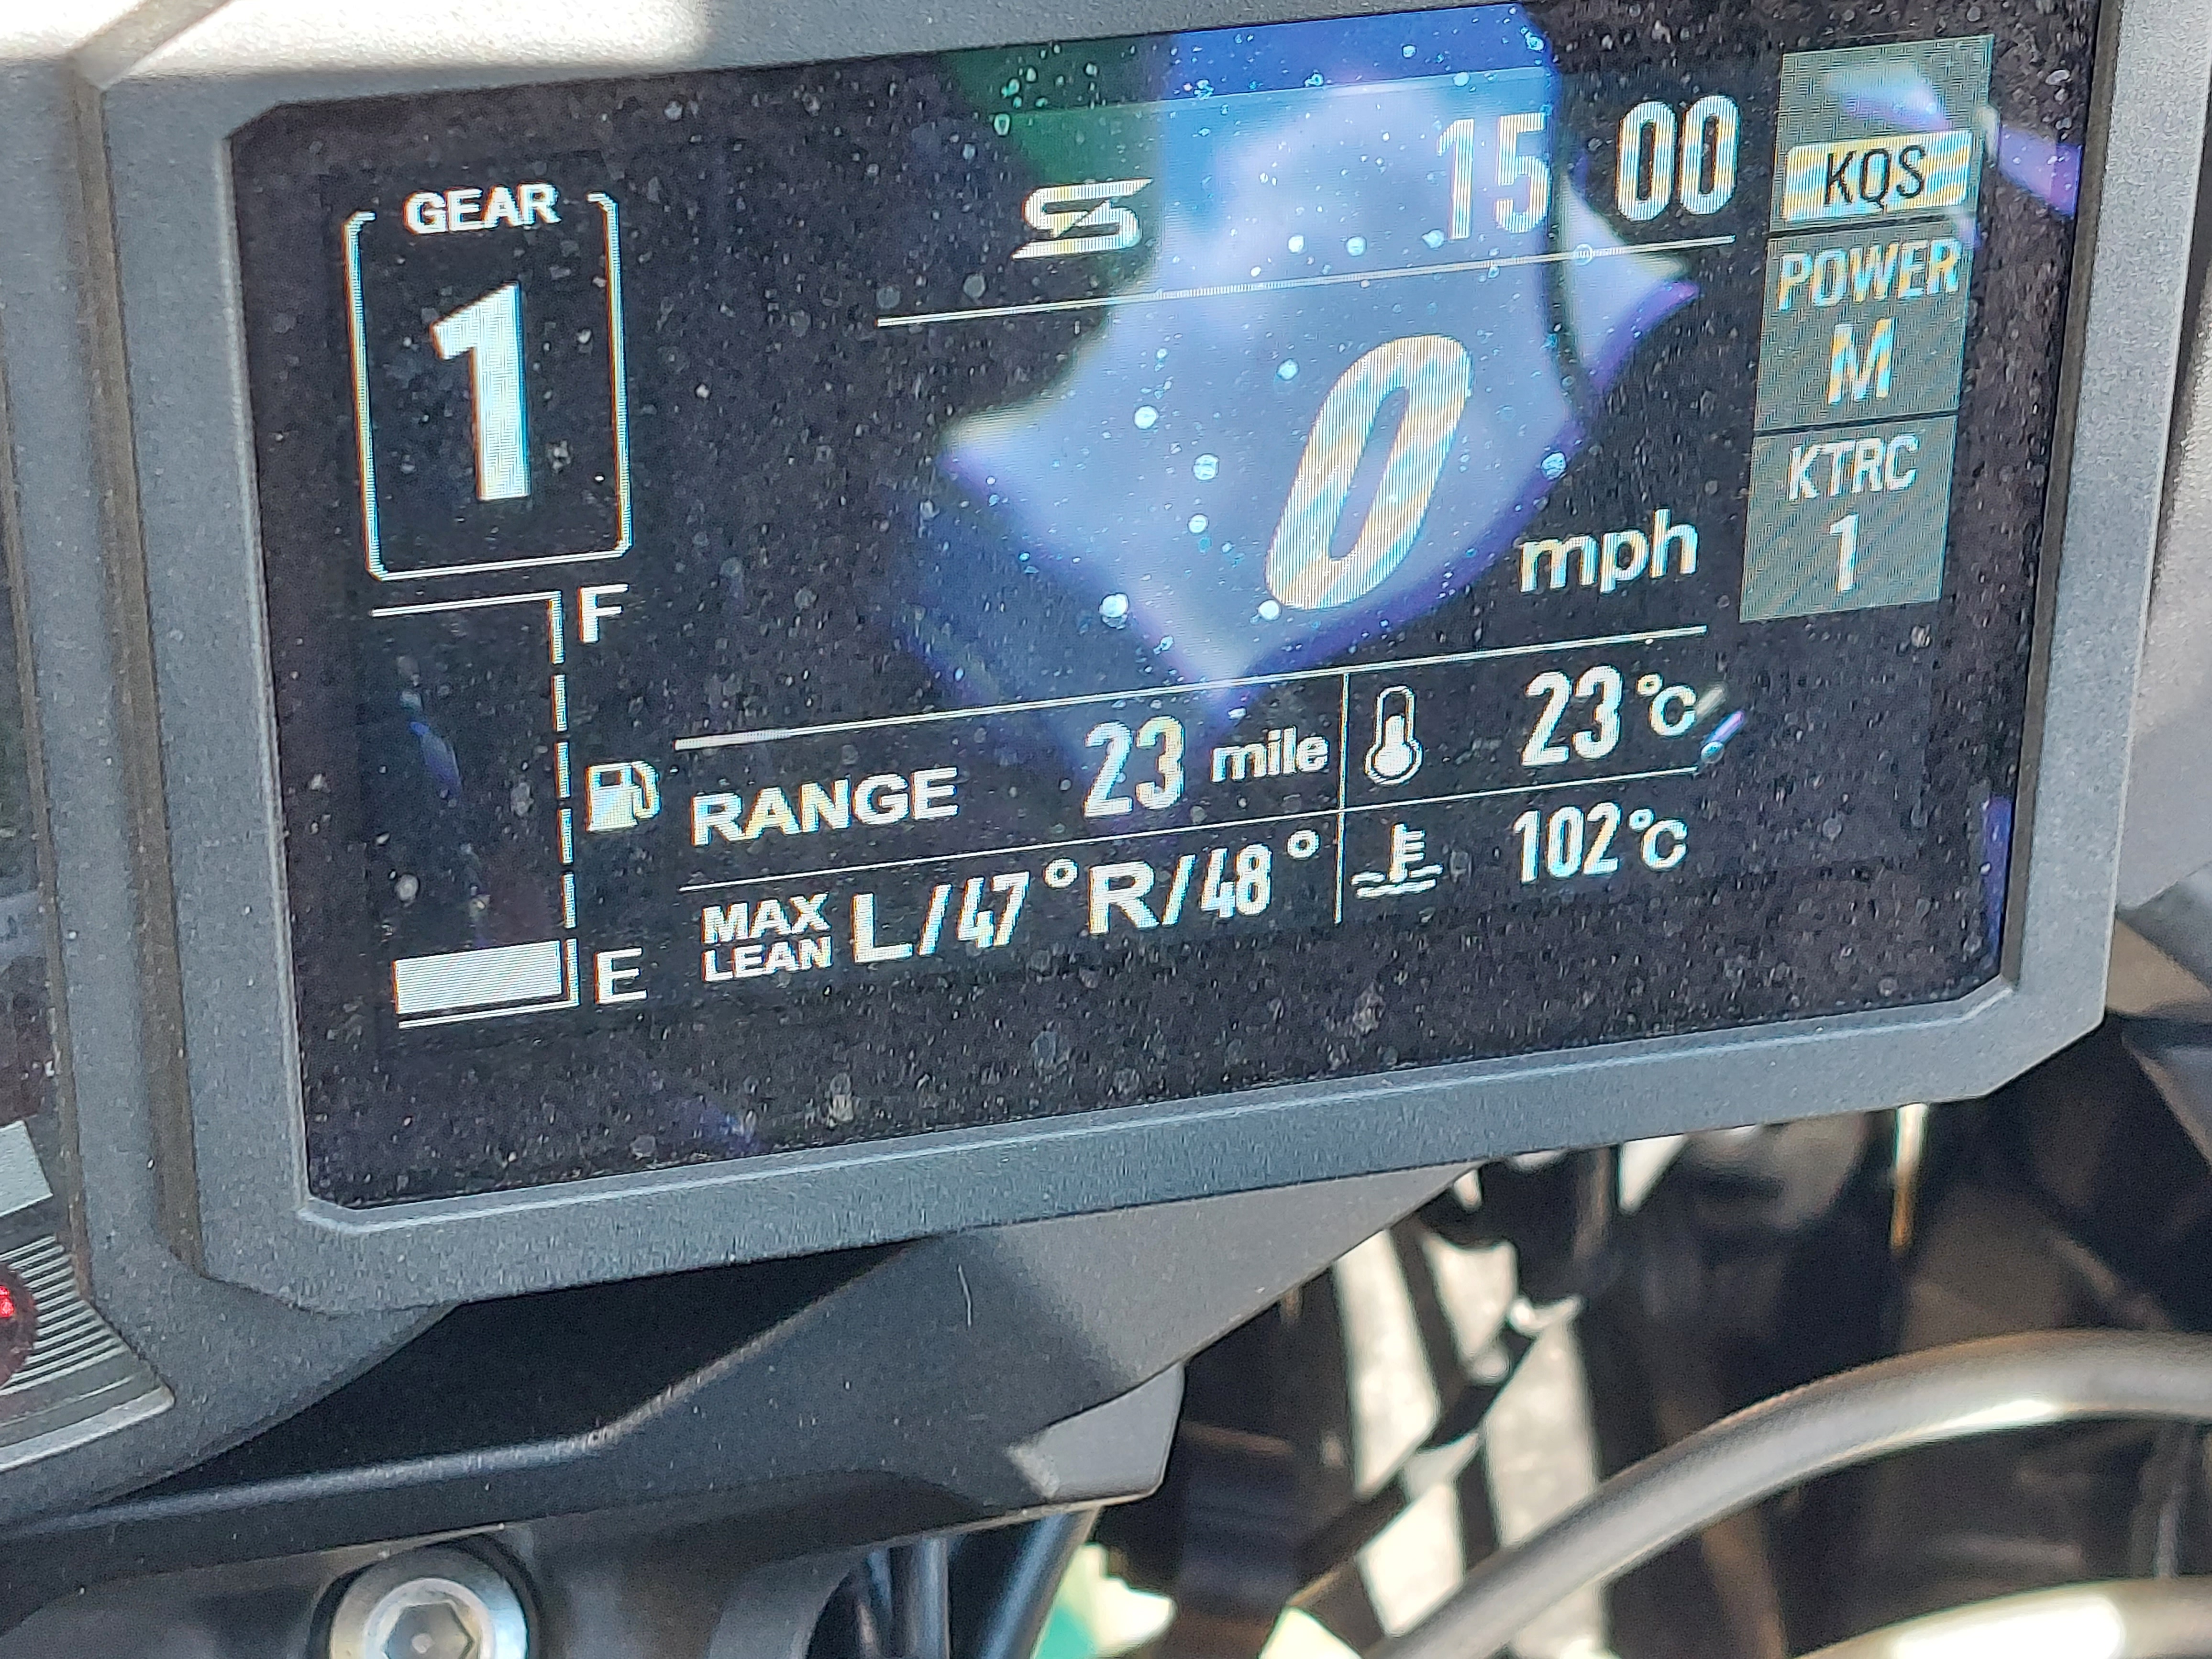 GEAR
1
15 00
KQS
POWER
M
KTRC
1
0 mph
F
E
RANGE 23 mile
23 °C
MAX LEAN L/47° R/48°
102 °C